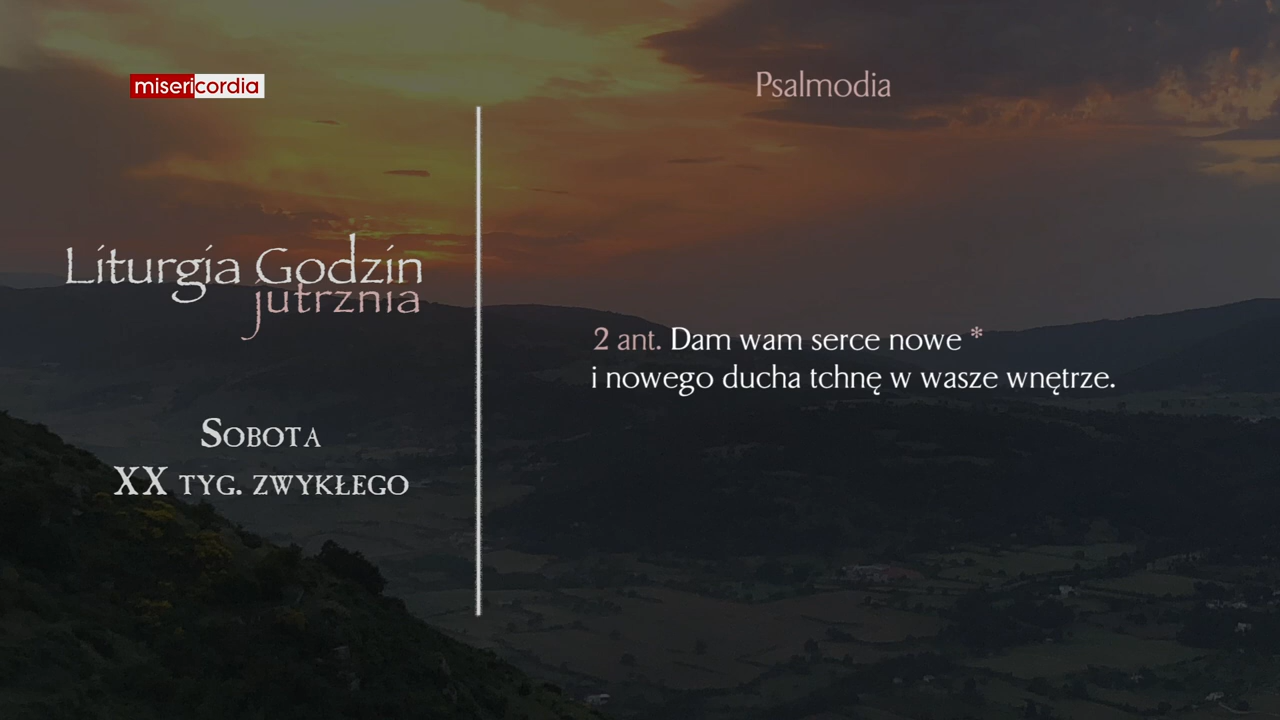 misericordia
Psalmodia
Liturgia Godzin
jutrznia
2 ant. Dam wam serce nowe *
i nowego ducha tchnę w wasze wnętrze.
Sobota
XX tyg. zwykłego